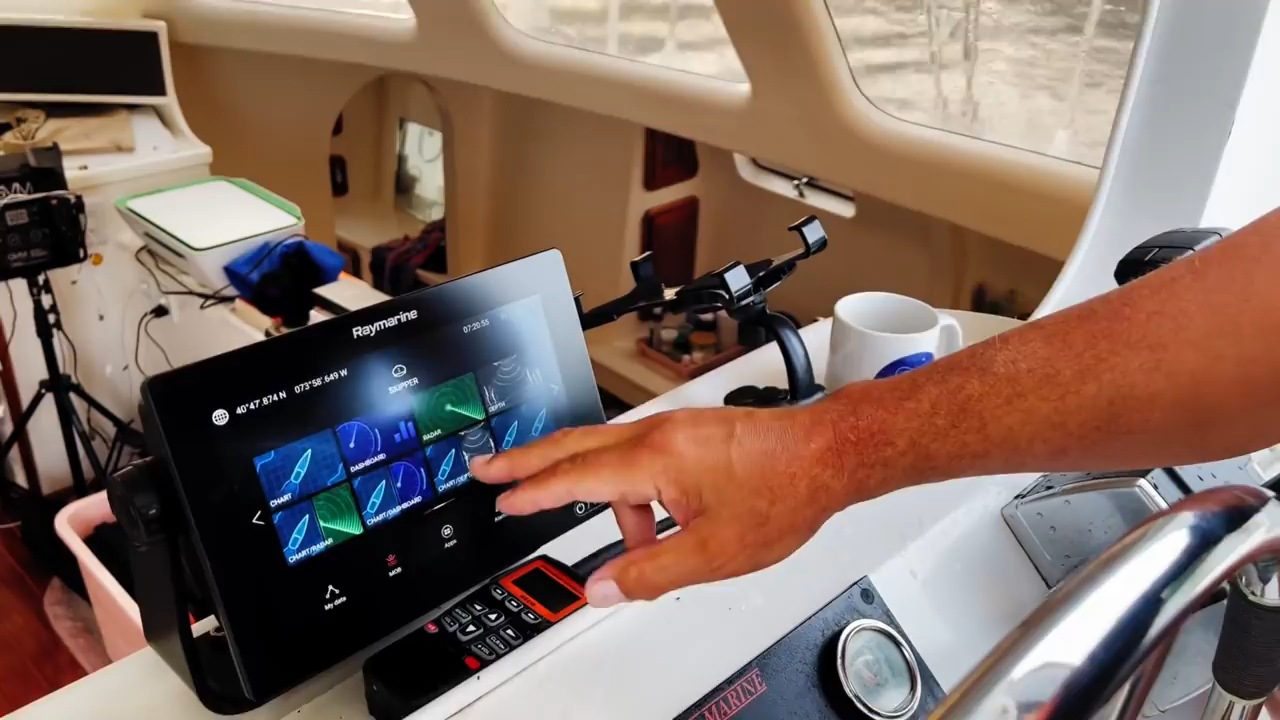 Raymarine
07:20:55
40°47'.874 N 073°58'.649 W
SKIPPER
CHART
DASHBOARD
RADAR
DEPTH
CHART/RADAR
CHART/DASHBOARD
My data
MOB
Apps
MARINE